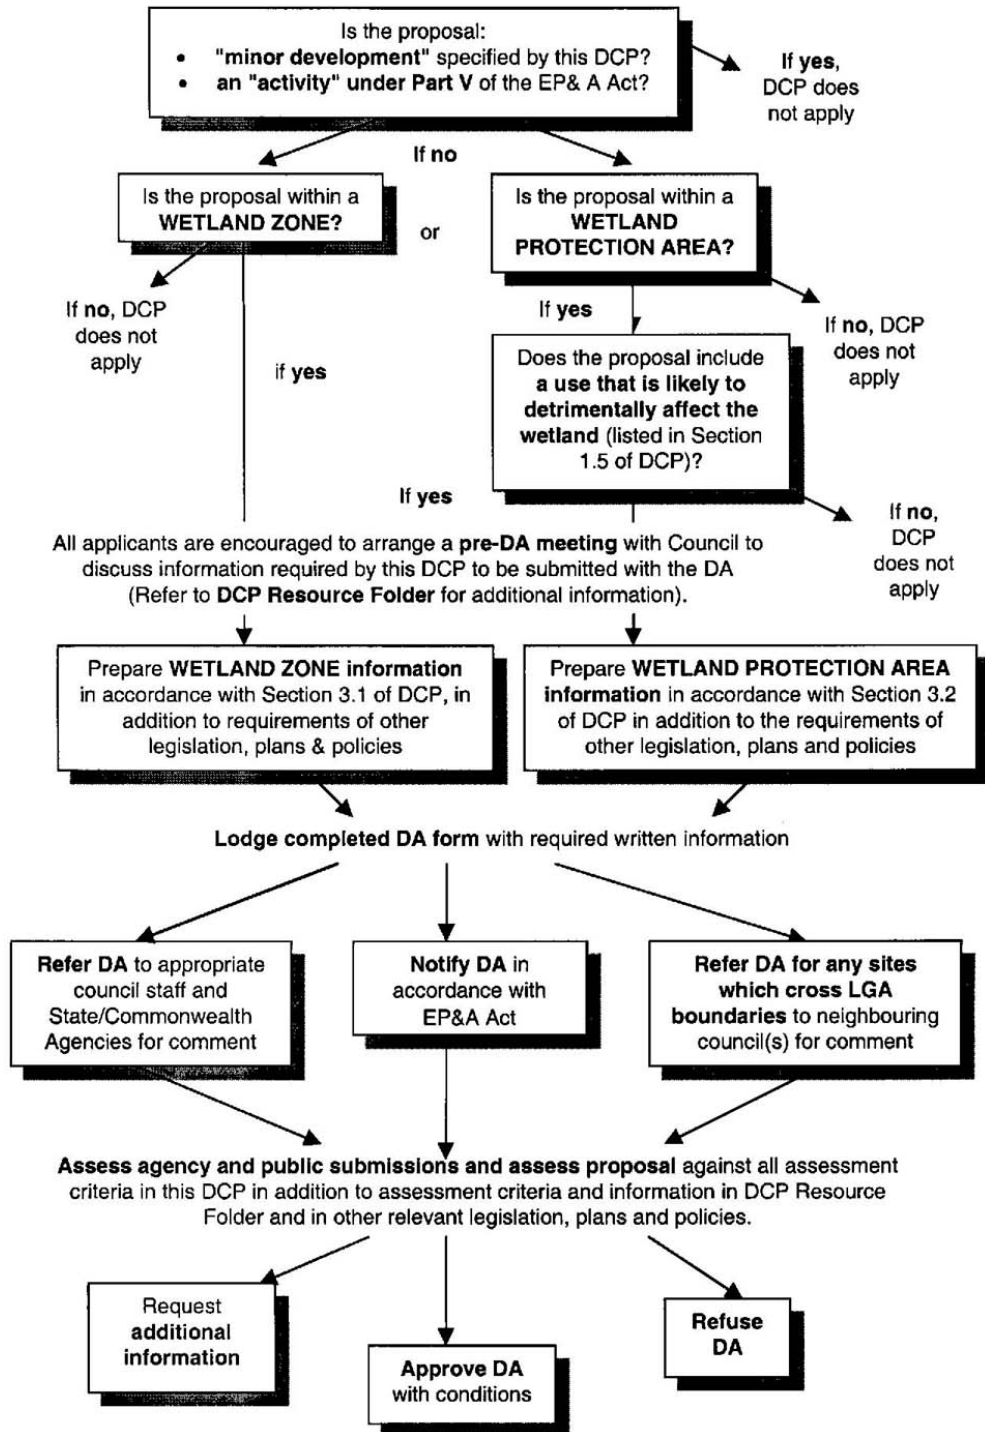 Is the proposal:
• "minor development" specified by this DCP?
• an "activity" under Part V of the EP& A Act?
If yes,
DCP does
not apply
If no
Is the proposal within a
WETLAND ZONE?
or
Is the proposal within a
WETLAND
PROTECTION AREA?
If no, DCP
does not
apply
if yes
If yes
If no, DCP
does not
apply
Does the proposal include
a use that is likely to
detrimentally affect the
wetland (listed in Section
1.5 of DCP)?
If yes
If no,
DCP
does not
apply
All applicants are encouraged to arrange a pre-DA meeting with Council to
discuss information required by this DCP to be submitted with the DA
(Refer to DCP Resource Folder for additional information).
Prepare WETLAND ZONE information
in accordance with Section 3.1 of DCP, in
addition to requirements of other
legislation, plans & policies
Prepare WETLAND PROTECTION AREA
information in accordance with Section 3.2
of DCP in addition to the requirements of
other legislation, plans and policies
Lodge completed DA form with required written information
Refer DA to appropriate
council staff and
State/Commonwealth
Agencies for comment
Notify DA in
accordance with
EP&A Act
Refer DA for any sites
which cross LGA
boundaries to neighbouring
council(s) for comment
Assess agency and public submissions and assess proposal against all assessment
criteria in this DCP in addition to assessment criteria and information in DCP Resource
Folder and in other relevant legislation, plans and policies.
Request
additional
information
Approve DA
with conditions
Refuse
DA